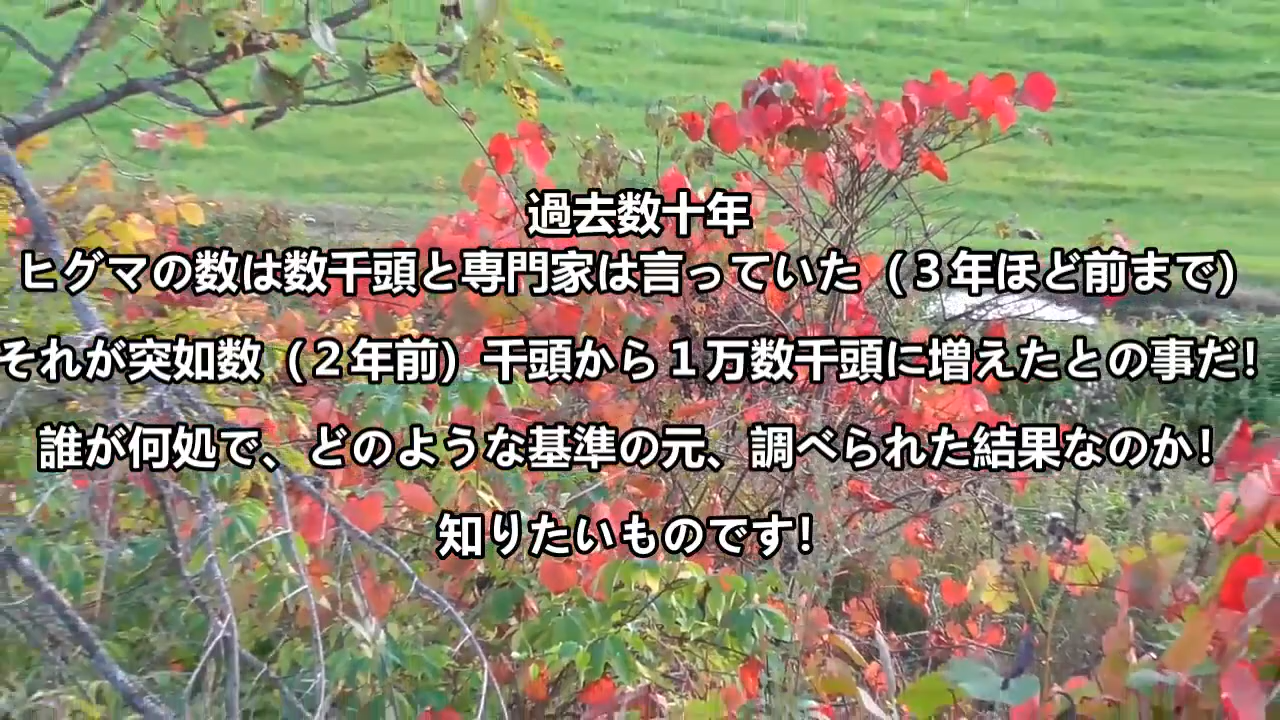 過去数十年
ヒグマの数は数千頭と専門家は言っていた（３年ほど前まで）
それが突如数（２年前）千頭から１万数千頭に増えたとの事だ！
誰が何処で、どのような基準の元、調べられた結果なのか！
知りたいものです！